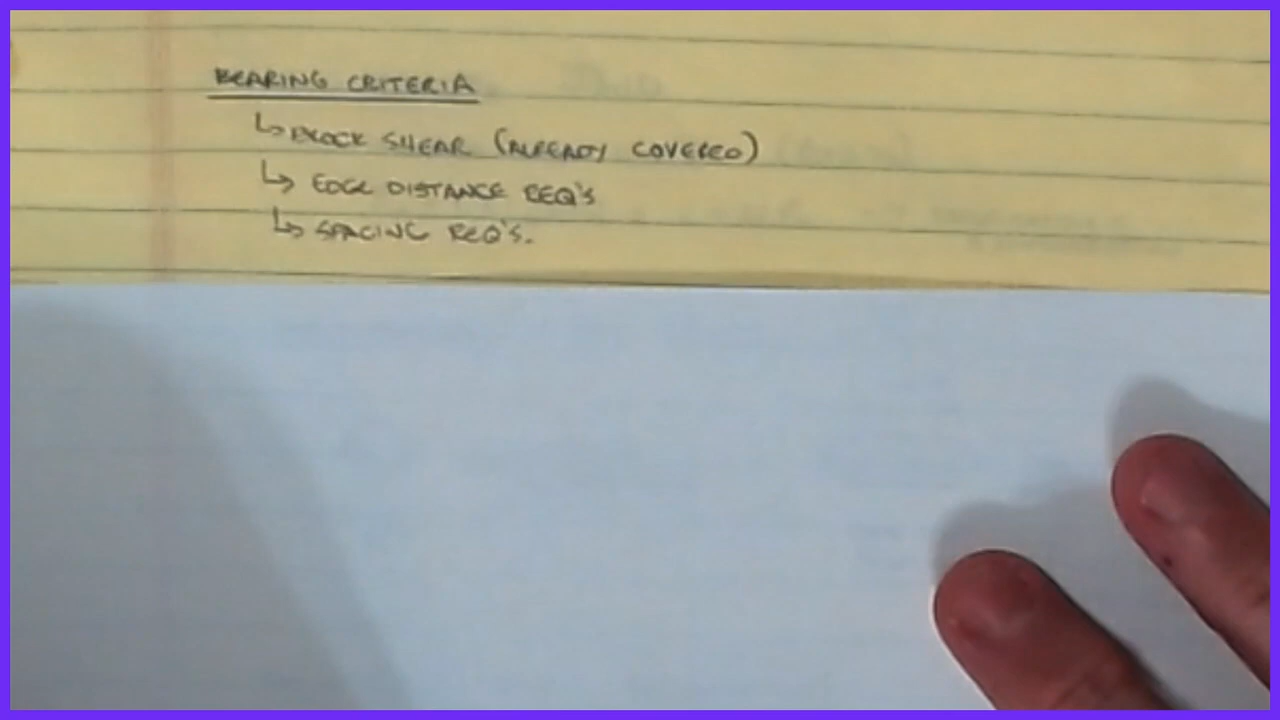 BEARING CRITERIA
↳ BLOCK SHEAR (ALREADY COVERED)
↳ EDGE DISTANCE REQ'S
↳ SPACING REQ'S.